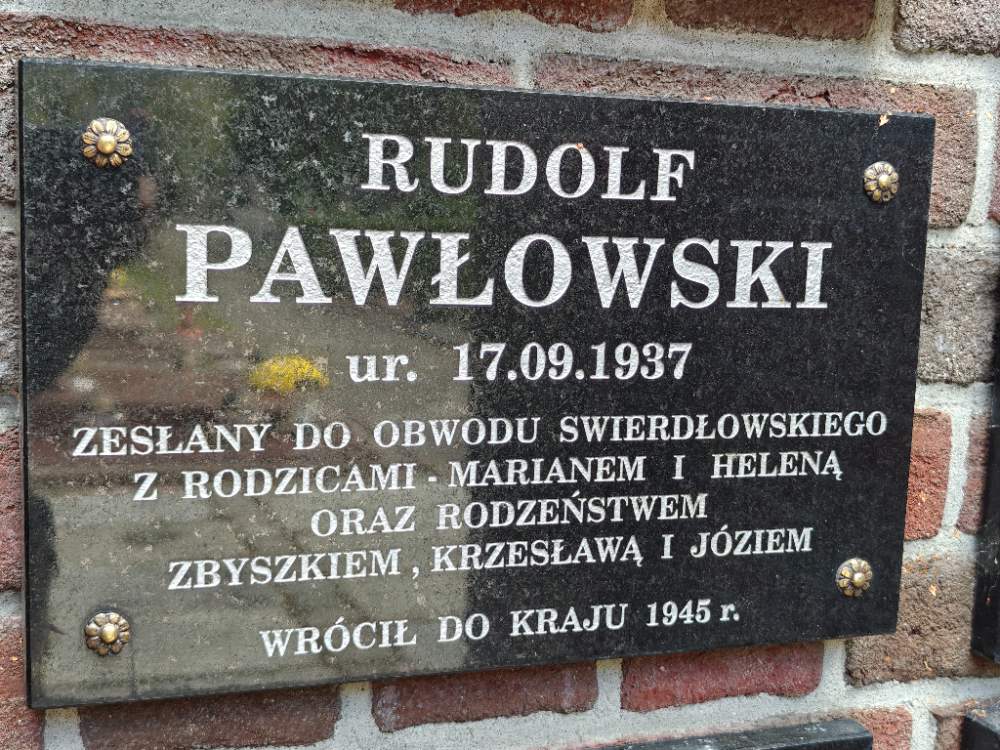 RUDOLF
PAWŁOWSKI
ur. 17.09.1937
ZESŁANY DO OBWODU SWIERDŁOWSKIEGO
Z RODZICAMI - MARIANEM I HELENĄ
ORAZ RODZEŃSTWEM
ZBYSZKIEM, KRZESŁAWĄ I JÓZIEM
WRÓCIŁ DO KRAJU 1945 r.